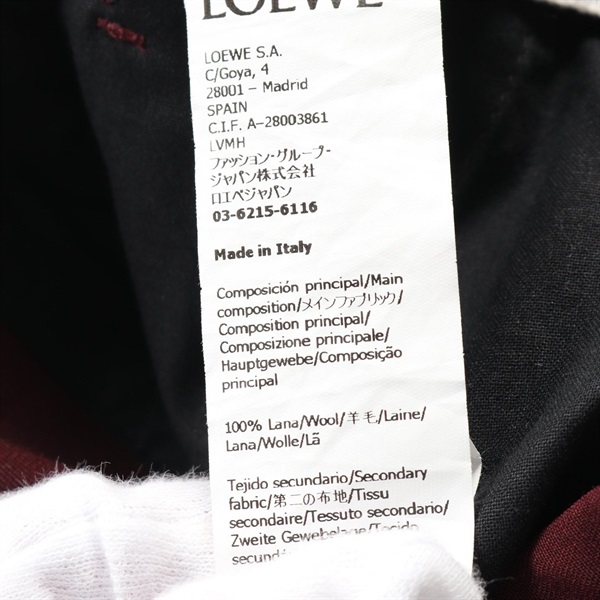 LOEWE
LOEWE S.A.
C/Goya, 4
28001 – Madrid
SPAIN
C.I.F. A-28003861
LVMH
ファッション・グループ・
ジャパン株式会社
ロエベジャパン
03-6215-6116
Made in Italy
Composición principal/Main
composition/メインファブリック/
Composition principal/
Composizione principale/
Hauptgewebe/Composição
principal
100% Lana/Wool/羊毛/Laine/
Lana/Wolle/Lã
Tejido secundario/Secondary
fabric/第二の布地/Tissu
secondaire/Tessuto secondario/
Zweite Gewebelage/Tecido